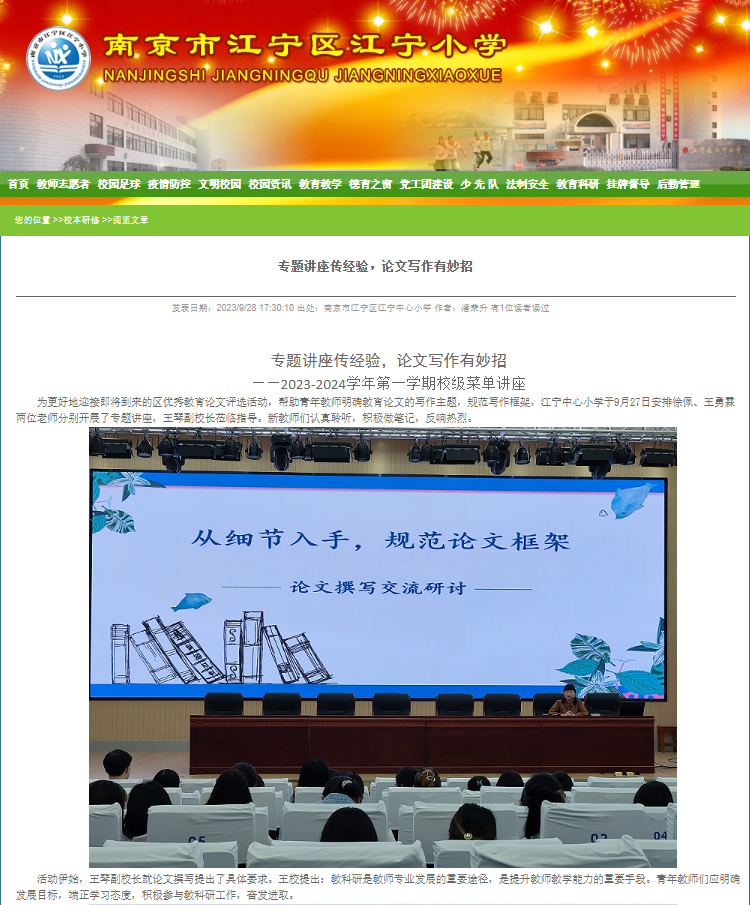 南京市江宁区江宁小学
NANJINGSHI JIANGNINGQU JIANGNINGXIAOXUE
首页 教师志愿者 校园足球 疫情防控 文明校园 校园资讯 教育教学 德育之窗 党工团建设 少 先 队 法制安全 教育科研 挂牌督导 后勤管理
您的位置 >>校本研修 >>阅览文章
专题讲座传经验，论文写作有妙招
发表日期：2023/9/28 17:30:10 出处：南京市江宁区江宁中心小学 作者：潘荣升 有1位读者读过
专题讲座传经验，论文写作有妙招
——2023-2024学年第一学期校级菜单讲座
为更好地迎接即将到来的区优秀教育论文评选活动，帮助青年教师明确教育论文的写作主题，规范写作框架，江宁中心小学于9月27日安排徐佩、王勇霖
两位老师分别开展了专题讲座，王琴副校长莅临指导。新教师们认真聆听，积极做笔记，反响热烈。
从细节入手，规范论文框架
论文撰写交流研讨
05
03
04
活动伊始，王琴副校长就论文撰写提出了具体要求。王校提出：教科研是教师专业发展的重要途径，是提升教师教学能力的重要手段。青年教师们应明确
发展目标，端正学习态度，积极参与教科研工作，奋发进取。